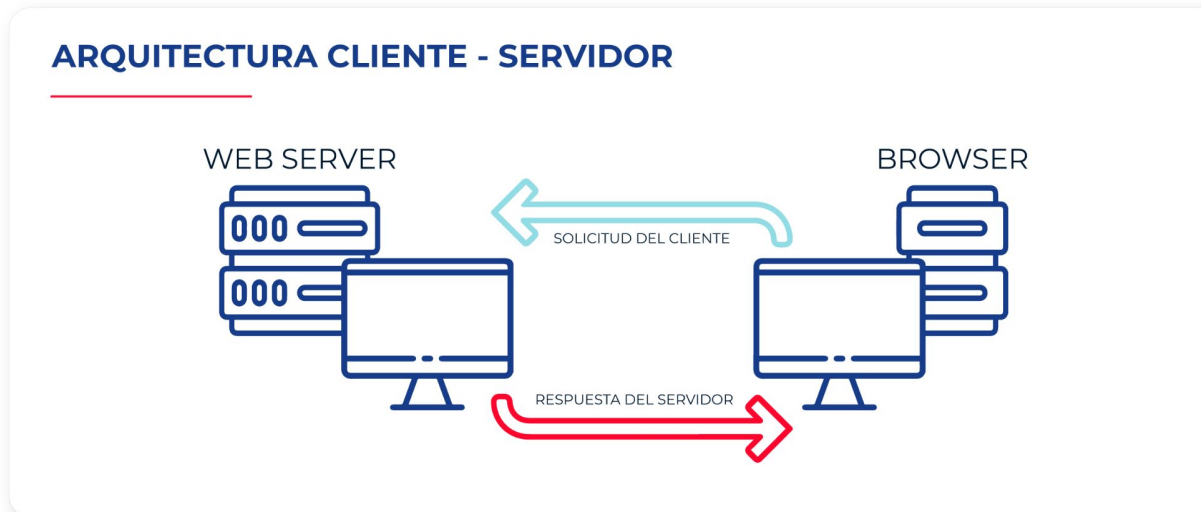 ARQUITECTURA CLIENTE - SERVIDOR
WEB SERVER
BROWSER
SOLICITUD DEL CLIENTE
RESPUESTA DEL SERVIDOR